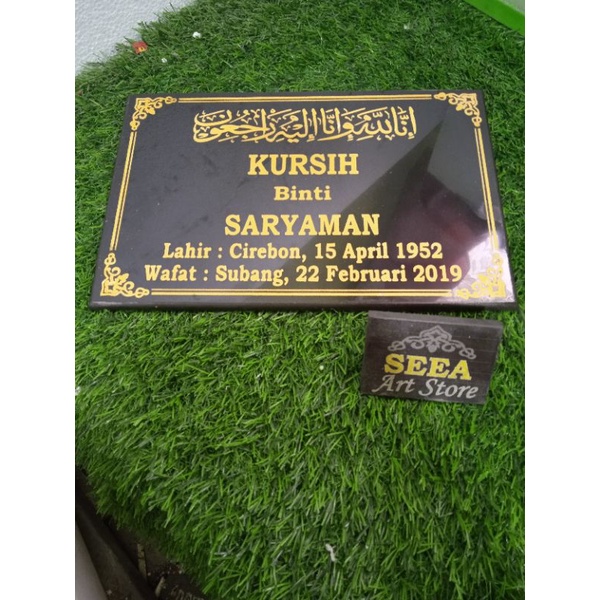 إنا لله وإنا إليه راجعون
KURSIH
Binti
SARYAMAN
Lahir : Cirebon, 15 April 1952
Wafat : Subang, 22 Februari 2019
SEEA
Art Store